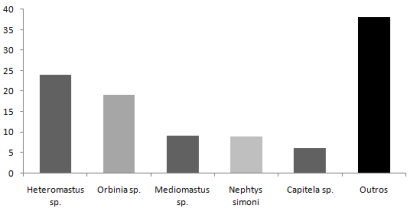 40
35
30
25
20
15
10
5
0
Heteromastus sp.
Orbinia sp.
Mediomastus sp.
Nephtys simoni
Capitela sp.
Outros